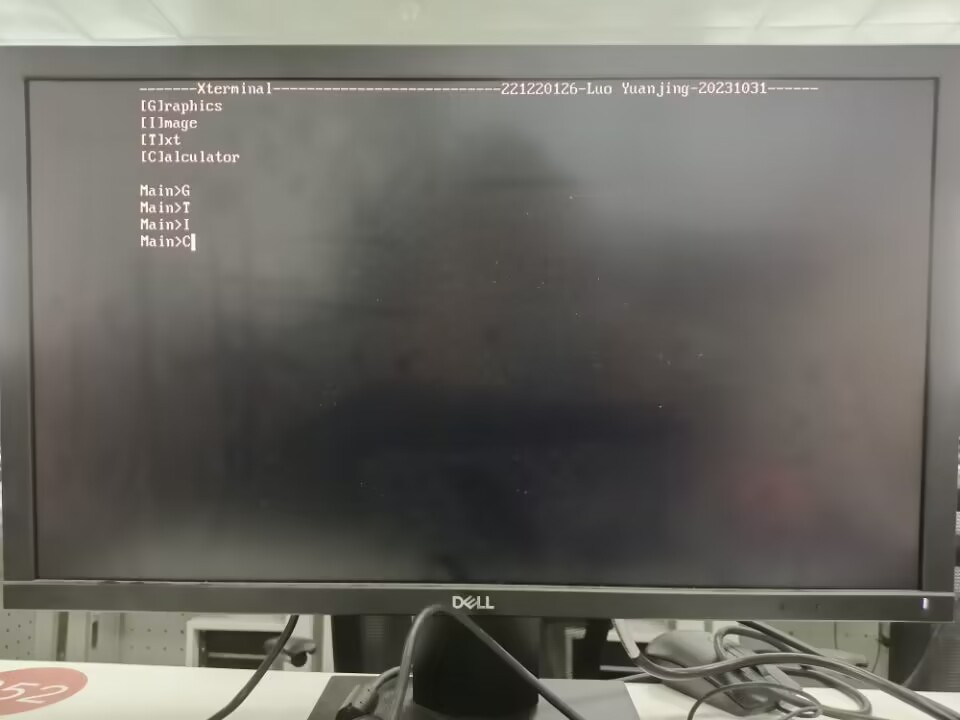 -------Xterminal----------------------------221220126-Luo Yuanjing-20231031------
[G]raphics
[I]mage
[T]xt
[C]alculator
Main>G
Main>T
Main>I
Main>C
DELL